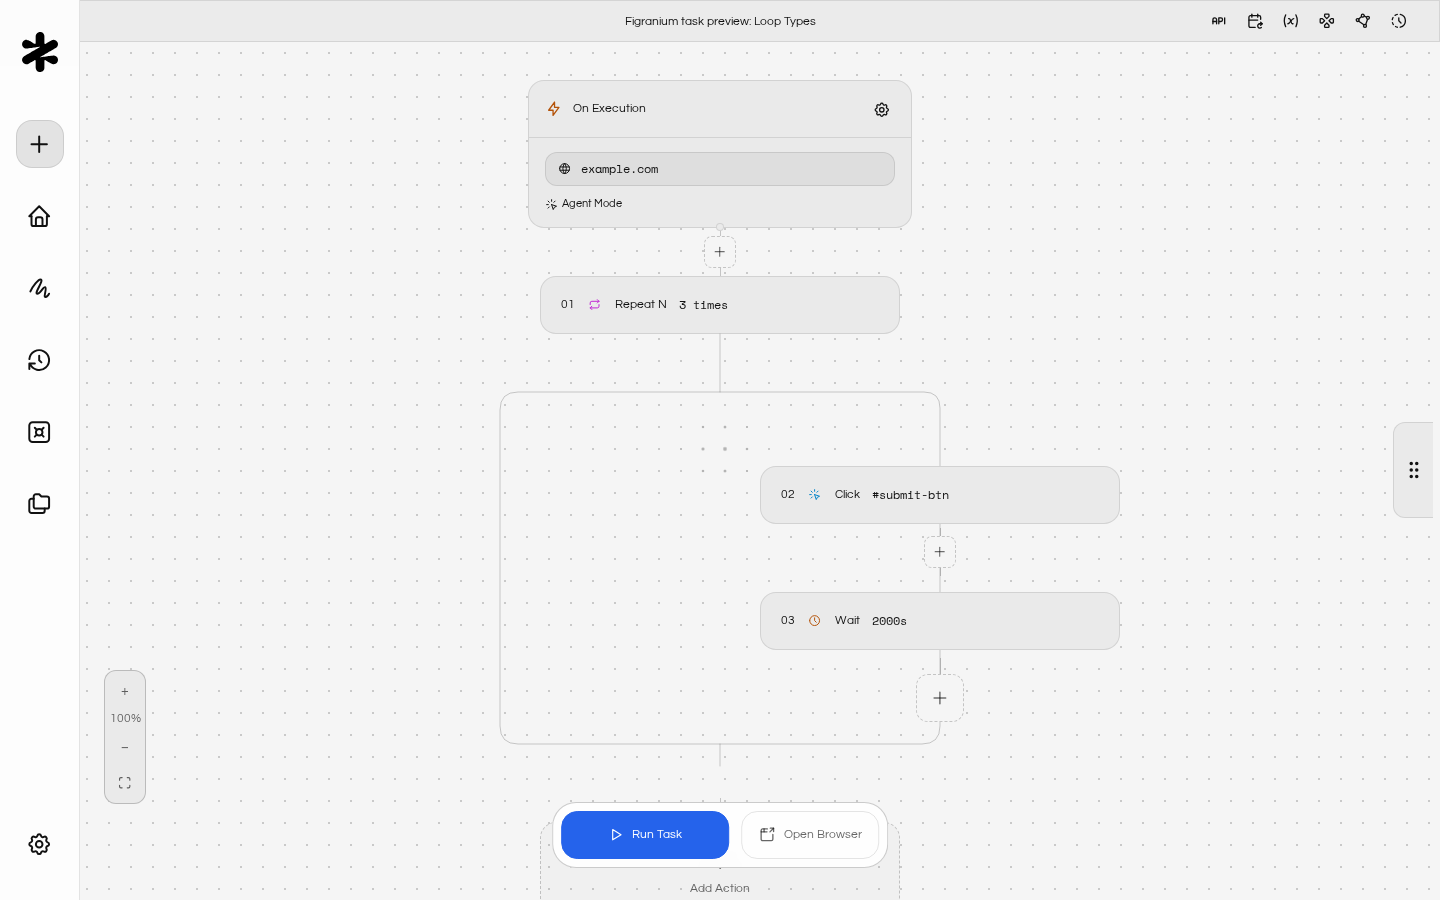 Figranium task preview: Loop Types
API
On Execution
example.com
Agent Mode
01 Repeat N 3 times
02 Click #submit-btn
03 Wait 2000s
100%
Run Task
Open Browser
Add Action